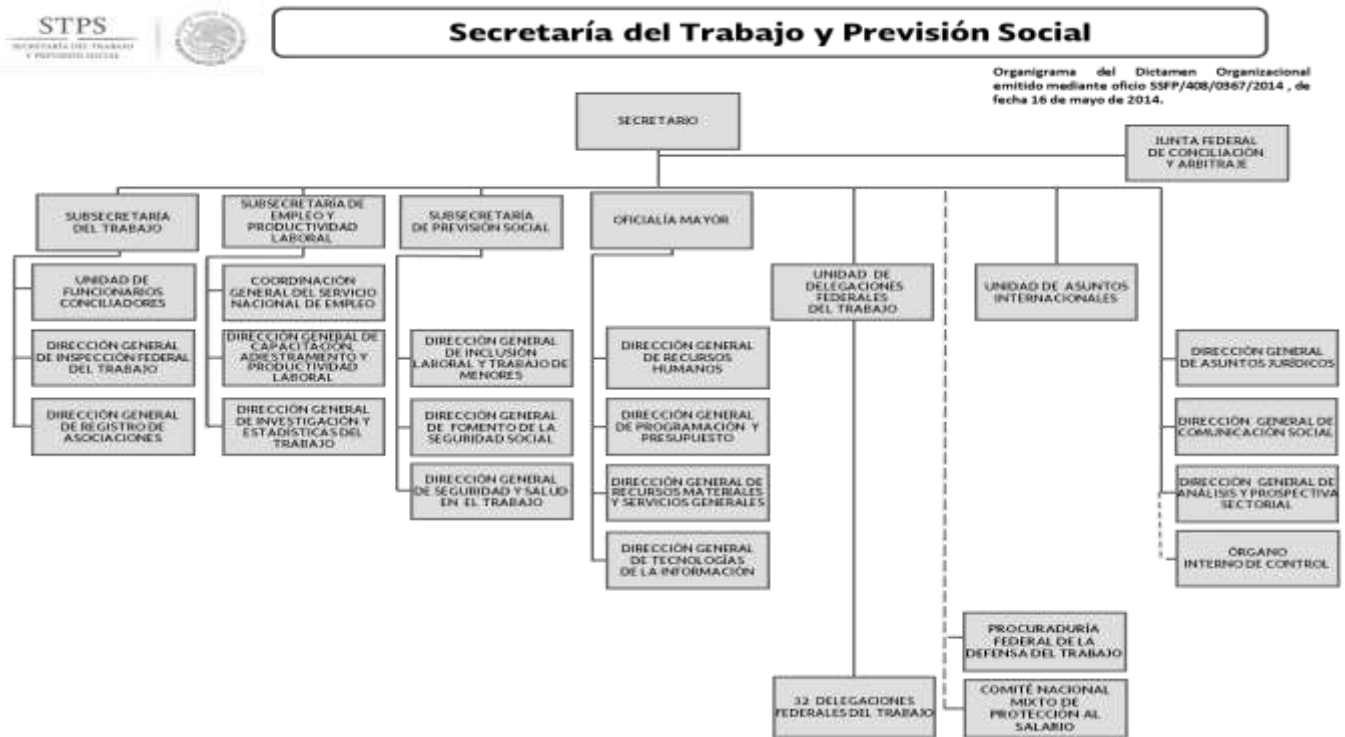 STPS
SECRETARÍA DEL TRABAJO
Y PREVISIÓN SOCIAL
Secretaría del Trabajo y Previsión Social
Organigrama del Dictamen Organizacional
emitido mediante oficio SSFP/408/0367/2014 , de
fecha 16 de mayo de 2014.
SECRETARIO
JUNTA FEDERAL
DE CONCILIACIÓN
Y ARBITRAJE
SUBSECRETARÍA
DEL TRABAJO
SUBSECRETARÍA DE
EMPLEO Y
PRODUCTIVIDAD
LABORAL
SUBSECRETARÍA
DE PREVISIÓN SOCIAL
OFICIALÍA MAYOR
UNIDAD DE
FUNCIONARIOS
CONCILIADORES
COORDINACIÓN
GENERAL DEL SERVICIO
NACIONAL DE EMPLEO
UNIDAD DE
DELEGACIONES
FEDERALES
DEL TRABAJO
UNIDAD DE ASUNTOS
INTERNACIONALES
DIRECCIÓN GENERAL
DE INSPECCIÓN FEDERAL
DEL TRABAJO
DIRECCIÓN GENERAL DE
CAPACITACIÓN,
ADIESTRAMIENTO Y
PRODUCTIVIDAD
LABORAL
DIRECCIÓN GENERAL
DE INCLUSIÓN
LABORAL Y TRABAJO DE
MENORES
DIRECCIÓN GENERAL
DE RECURSOS
HUMANOS
DIRECCIÓN GENERAL
DE ASUNTOS JURÍDICOS
DIRECCIÓN GENERAL
DE REGISTRO DE
ASOCIACIONES
DIRECCIÓN GENERAL
DE INVESTIGACIÓN Y
ESTADÍSTICAS DEL
TRABAJO
DIRECCIÓN GENERAL
DE FOMENTO DE LA
SEGURIDAD SOCIAL
DIRECCIÓN GENERAL
DE PROGRAMACIÓN Y
PRESUPUESTO
DIRECCIÓN GENERAL DE
COMUNICACIÓN SOCIAL
DIRECCIÓN GENERAL
DE SEGURIDAD Y SALUD
EN EL TRABAJO
DIRECCIÓN GENERAL DE
RECURSOS MATERIALES
Y SERVICIOS GENERALES
DIRECCIÓN GENERAL DE
ANÁLISIS Y PROSPECTIVA
SECTORIAL
DIRECCIÓN GENERAL
DE TECNOLOGÍAS
DE LA INFORMACIÓN
ÓRGANO
INTERNO DE CONTROL
PROCURADURÍA
FEDERAL DE LA
DEFENSA DEL TRABAJO
32 DELEGACIONES
FEDERALES DEL TRABAJO
COMITÉ NACIONAL
MIXTO DE
PROTECCIÓN AL
SALARIO